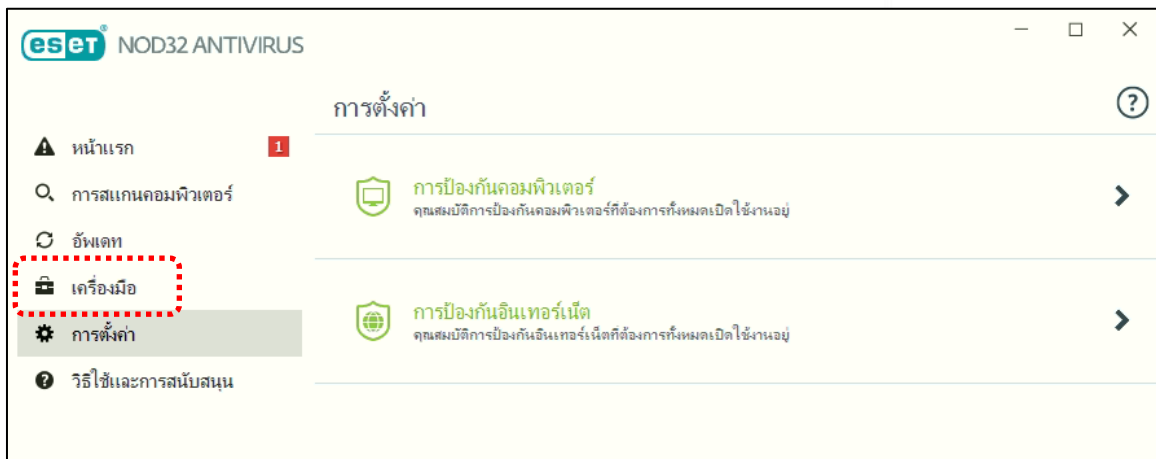 eseT® NOD32 ANTIVIRUS
การตั้งค่า
?
หน้าแรก 1
การสแกนคอมพิวเตอร์
อัพเดท
เครื่องมือ
การตั้งค่า
วิธีใช้และการสนับสนุน
การป้องกันคอมพิวเตอร์
คุณสมบัติการป้องกันคอมพิวเตอร์ที่ต้องการทั้งหมดเปิดใช้งานอยู่
การป้องกันอินเทอร์เน็ต
คุณสมบัติการป้องกันอินเทอร์เน็ตที่ต้องการทั้งหมดเปิดใช้งานอยู่